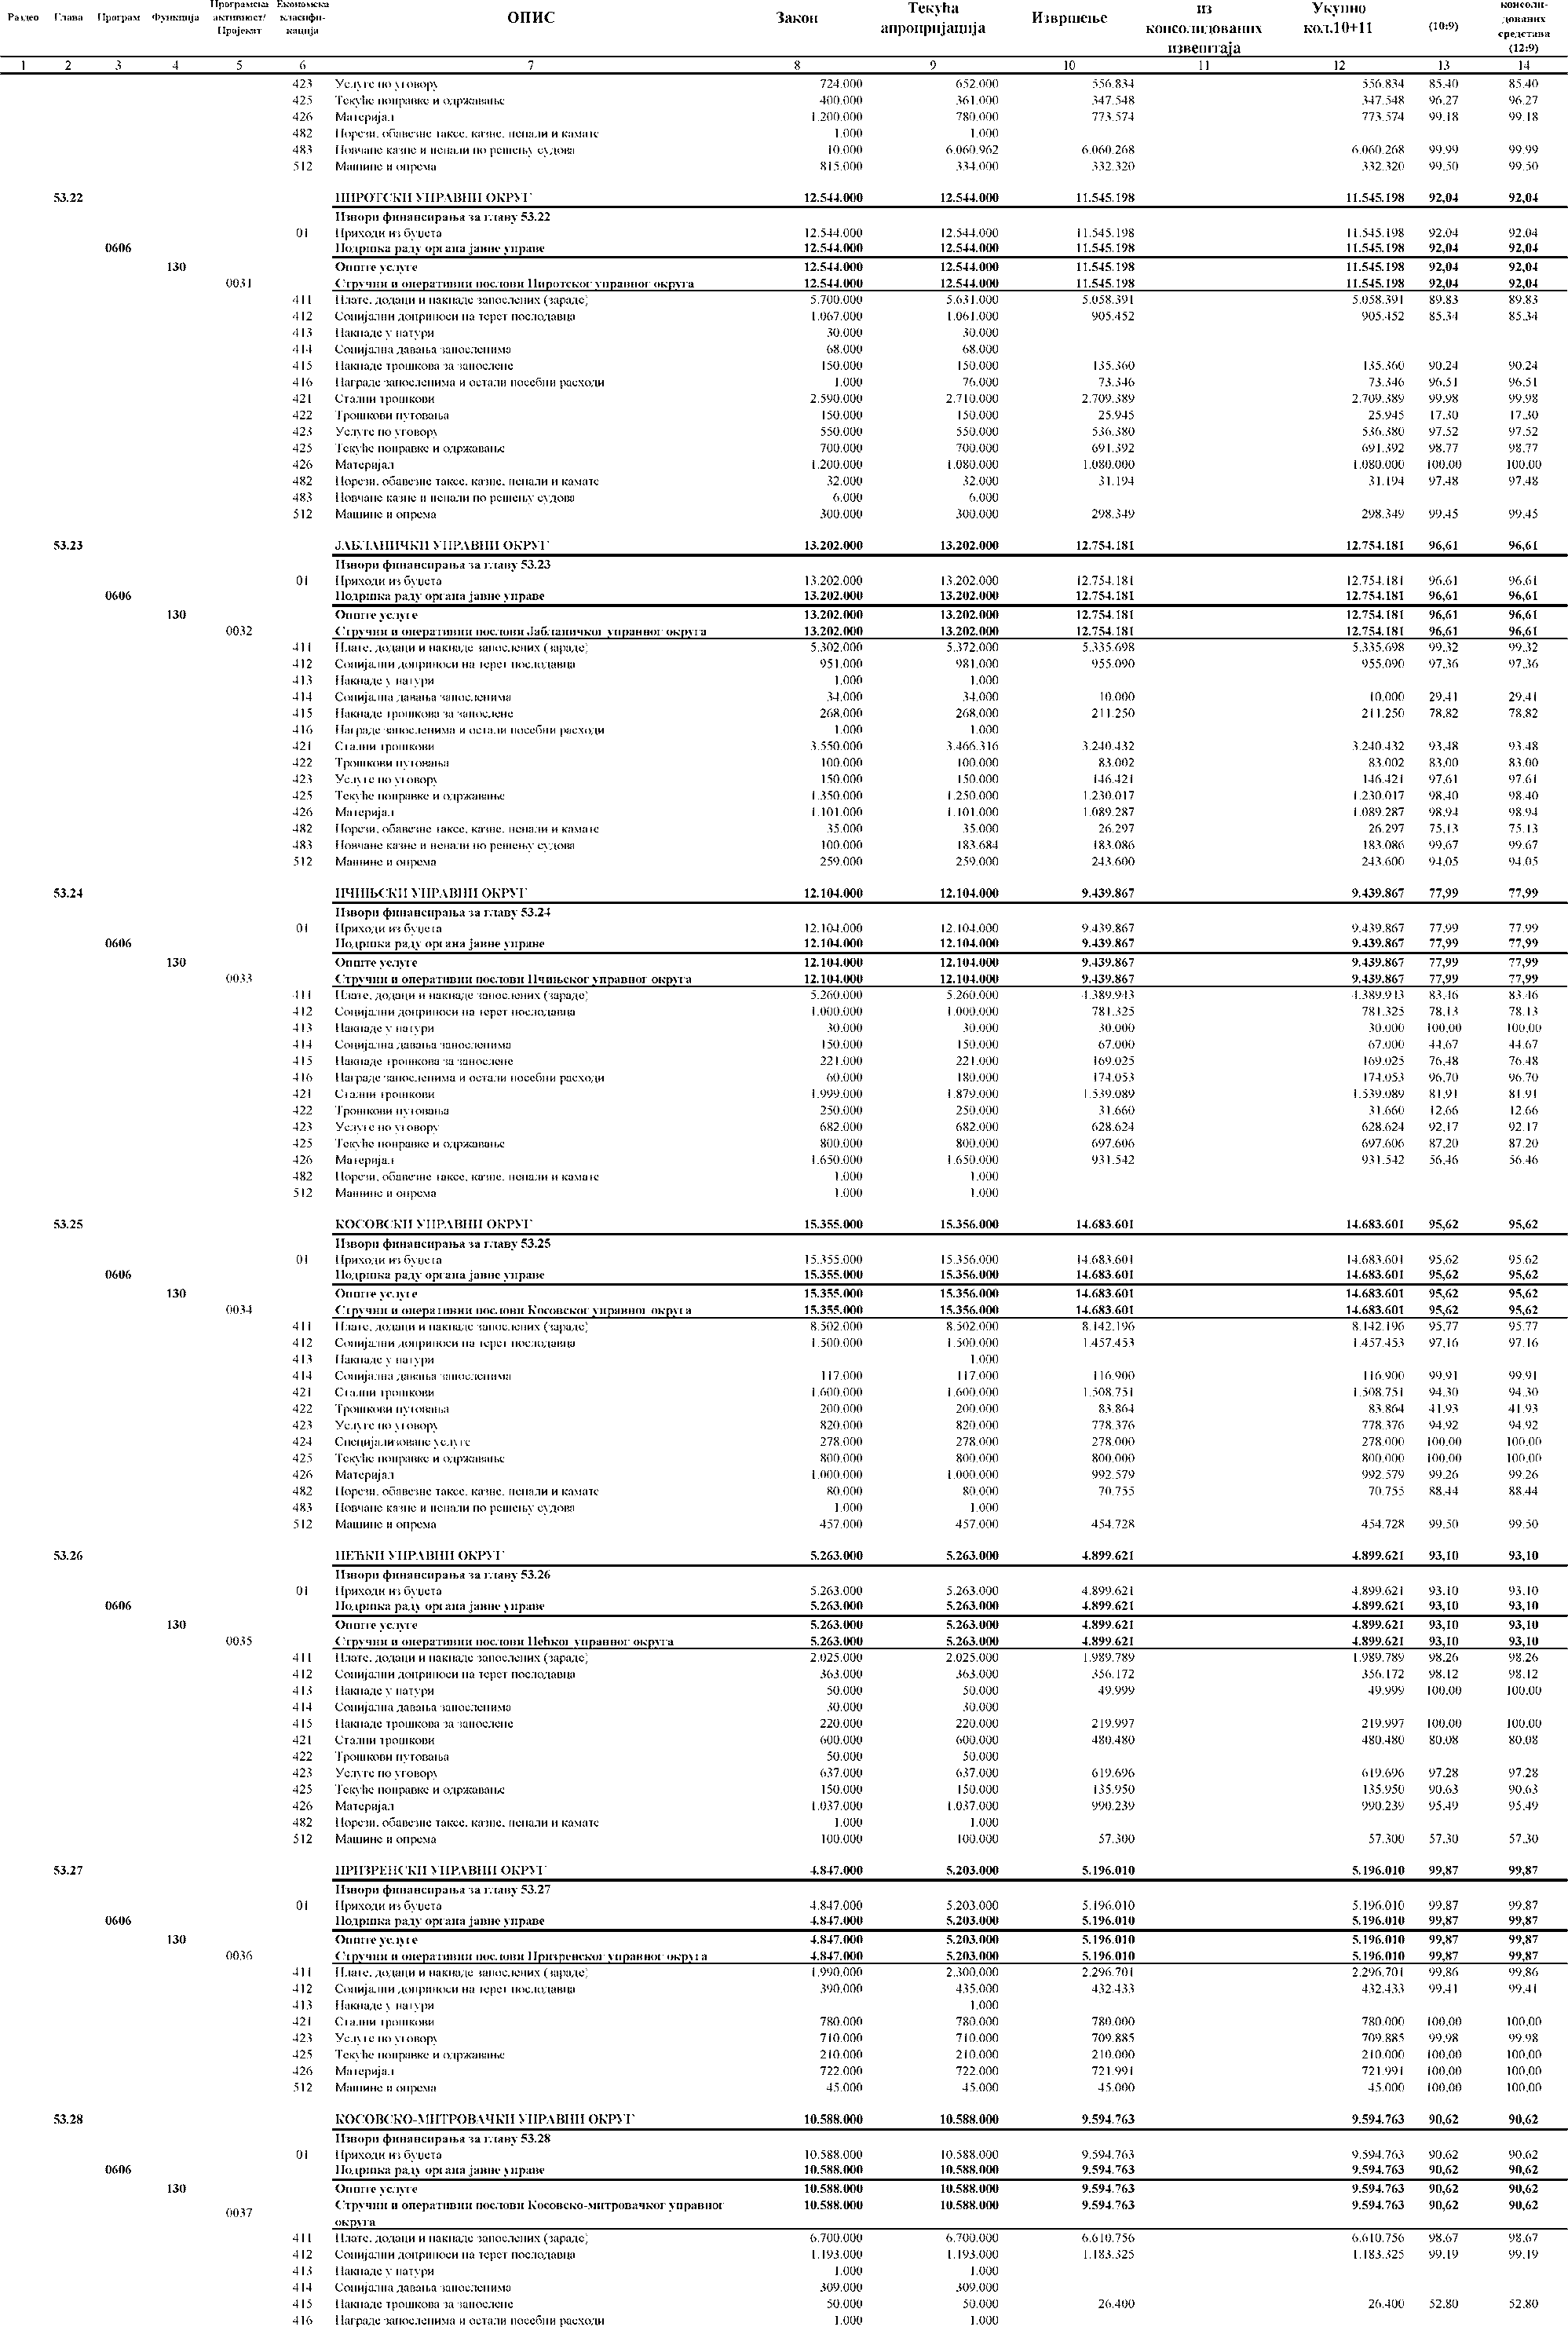 Раздео Глава Програм Функција Програмска активност/ Пројекат Економска класифи-кација ОПИС Закон Текућа апропријација Извршење из консолидованих извештаја Укупно кол.10+11 (10:9) консоли-дованих средстава (12:9)
1 2 3 4 5 6 7 8 9 10 11 12 13 14
423 Услуге по уговору 724.000 652.000 556.834 556.834 85,40 85,40
425 Текуће поправке и одржавање 400.000 361.000 347.548 347.548 96,27 96,27
426 Материјал 1.200.000 780.000 773.574 773.574 99,18 99,18
482 Порези, обавезне таксе, казне, пенали и камате 1.000 1.000
483 Новчане казне и пенали по решењу судова 10.000 6.060.962 6.060.268 6.060.268 99,99 99,99
512 Машине и опрема 815.000 334.000 332.320 332.320 99,50 99,50
53.22 ПИРОТСКИ УПРАВНИ ОКРУГ 12.544.000 12.544.000 11.545.198 11.545.198 92,04 92,04
Извори финансирања за главу 53.22
01 Приходи из буџета 12.544.000 12.544.000 11.545.198 11.545.198 92,04 92,04
0606 Подршка раду органа јавне управе 12.544.000 12.544.000 11.545.198 11.545.198 92,04 92,04
130 Опште услуге 12.544.000 12.544.000 11.545.198 11.545.198 92,04 92,04
0031 Стручни и оперативни послови Пиротског управног округа 12.544.000 12.544.000 11.545.198 11.545.198 92,04 92,04
411 Плате, додаци и накнаде запослених (зараде) 5.700.000 5.631.000 5.058.391 5.058.391 89,83 89,83
412 Социјални доприноси на терет послодавца 1.067.000 1.061.000 905.452 905.452 85,34 85,34
413 Накнаде у натури 30.000 30.000
414 Социјална давања запосленима 68.000 68.000
415 Накнаде трошкова за запослене 150.000 150.000 135.360 135.360 90,24 90,24
416 Награде запосленима и остали посебни расходи 1.000 76.000 73.346 73.346 96,51 96,51
421 Стални трошкови 2.590.000 2.710.000 2.709.389 2.709.389 99,98 99,98
422 Трошкови путовања 150.000 150.000 25.945 25.945 17,30 17,30
423 Услуге по уговору 550.000 550.000 536.380 536.380 97,52 97,52
425 Текуће поправке и одржавање 700.000 700.000 691.392 691.392 98,77 98,77
426 Материјал 1.200.000 1.080.000 1.080.000 1.080.000 100,00 100,00
482 Порези, обавезне таксе, казне, пенали и камате 32.000 32.000 31.194 31.194 97,48 97,48
483 Новчане казне и пенали по решењу судова 6.000 6.000
512 Машине и опрема 300.000 300.000 298.349 298.349 99,45 99,45
53.23 ЈАБЛАНИЧКИ УПРАВНИ ОКРУГ 13.202.000 13.202.000 12.754.181 12.754.181 96,61 96,61
Извори финансирања за главу 53.23
01 Приходи из буџета 13.202.000 13.202.000 12.754.181 12.754.181 96,61 96,61
0606 Подршка раду органа јавне управе 13.202.000 13.202.000 12.754.181 12.754.181 96,61 96,61
130 Опште услуге 13.202.000 13.202.000 12.754.181 12.754.181 96,61 96,61
0032 Стручни и оперативни послови Јабланичког управног округа 13.202.000 13.202.000 12.754.181 12.754.181 96,61 96,61
411 Плате, додаци и накнаде запослених (зараде) 5.302.000 5.372.000 5.335.698 5.335.698 99,32 99,32
412 Социјални доприноси на терет послодавца 951.000 981.000 955.090 955.090 97,36 97,36
413 Накнаде у натури 1.000 1.000
414 Социјална давања запосленима 34.000 34.000 10.000 10.000 29,41 29,41
415 Накнаде трошкова за запослене 268.000 268.000 211.250 211.250 78,82 78,82
416 Награде запосленима и остали посебни расходи 1.000 1.000
421 Стални трошкови 3.550.000 3.466.316 3.240.432 3.240.432 93,48 93,48
422 Трошкови путовања 100.000 100.000 83.002 83.002 83,00 83,00
423 Услуге по уговору 150.000 150.000 146.421 146.421 97,61 97,61
425 Текуће поправке и одржавање 1.350.000 1.250.000 1.230.017 1.230.017 98,40 98,40
426 Материјал 1.101.000 1.101.000 1.089.287 1.089.287 98,94 98,94
482 Порези, обавезне таксе, казне, пенали и камате 35.000 35.000 26.297 26.297 75,13 75,13
483 Новчане казне и пенали по решењу судова 100.000 183.684 183.086 183.086 99,67 99,67
512 Машине и опрема 259.000 259.000 243.600 243.600 94,05 94,05
53.24 ПЧИЊСКИ УПРАВНИ ОКРУГ 12.104.000 12.104.000 9.439.867 9.439.867 77,99 77,99
Извори финансирања за главу 53.24
01 Приходи из буџета 12.104.000 12.104.000 9.439.867 9.439.867 77,99 77,99
0606 Подршка раду органа јавне управе 12.104.000 12.104.000 9.439.867 9.439.867 77,99 77,99
130 Опште услуге 12.104.000 12.104.000 9.439.867 9.439.867 77,99 77,99
0033 Стручни и оперативни послови Пчињског управног округа 12.104.000 12.104.000 9.439.867 9.439.867 77,99 77,99
411 Плате, додаци и накнаде запослених (зараде) 5.260.000 5.260.000 4.389.943 4.389.943 83,46 83,46
412 Социјални доприноси на терет послодавца 1.000.000 1.000.000 781.325 781.325 78,13 78,13
413 Накнаде у натури 30.000 30.000 30.000 30.000 100,00 100,00
414 Социјална давања запосленима 150.000 150.000 67.000 67.000 44,67 44,67
415 Накнаде трошкова за запослене 221.000 221.000 169.025 169.025 76,48 76,48
416 Награде запосленима и остали посебни расходи 60.000 180.000 174.053 174.053 96,70 96,70
421 Стални трошкови 1.999.000 1.879.000 1.539.089 1.539.089 81,91 81,91
422 Трошкови путовања 250.000 250.000 31.660 31.660 12,66 12,66
423 Услуге по уговору 682.000 682.000 628.624 628.624 92,17 92,17
425 Текуће поправке и одржавање 800.000 800.000 697.606 697.606 87,20 87,20
426 Материјал 1.650.000 1.650.000 931.542 931.542 56,46 56,46
482 Порези, обавезне таксе, казне, пенали и камате 1.000 1.000
512 Машине и опрема 1.000 1.000
53.25 КОСОВСКИ УПРАВНИ ОКРУГ 15.355.000 15.356.000 14.683.601 14.683.601 95,62 95,62
Извори финансирања за главу 53.25
01 Приходи из буџета 15.355.000 15.356.000 14.683.601 14.683.601 95,62 95,62
0606 Подршка раду органа јавне управе 15.355.000 15.356.000 14.683.601 14.683.601 95,62 95,62
130 Опште услуге 15.355.000 15.356.000 14.683.601 14.683.601 95,62 95,62
0034 Стручни и оперативни послови Косовског управног округа 15.355.000 15.356.000 14.683.601 14.683.601 95,62 95,62
411 Плате, додаци и накнаде запослених (зараде) 8.502.000 8.502.000 8.142.196 8.142.196 95,77 95,77
412 Социјални доприноси на терет послодавца 1.500.000 1.500.000 1.457.453 1.457.453 97,16 97,16
413 Накнаде у натури 1.000
414 Социјална давања запосленима 117.000 117.000 116.900 116.900 99,91 99,91
421 Стални трошкови 1.600.000 1.600.000 1.508.751 1.508.751 94,30 94,30
422 Трошкови путовања 200.000 200.000 83.864 83.864 41,93 41,93
423 Услуге по уговору 820.000 820.000 778.376 778.376 94,92 94,92
424 Специјализоване услуге 278.000 278.000 278.000 278.000 100,00 100,00
425 Текуће поправке и одржавање 800.000 800.000 800.000 800.000 100,00 100,00
426 Материјал 1.000.000 1.000.000 992.579 992.579 99,26 99,26
482 Порези, обавезне таксе, казне, пенали и камате 80.000 80.000 70.755 70.755 88,44 88,44
483 Новчане казне и пенали по решењу судова 1.000 1.000
512 Машине и опрема 457.000 457.000 454.728 454.728 99,50 99,50
53.26 ПЕЋКИ УПРАВНИ ОКРУГ 5.263.000 5.263.000 4.899.621 4.899.621 93,10 93,10
Извори финансирања за главу 53.26
01 Приходи из буџета 5.263.000 5.263.000 4.899.621 4.899.621 93,10 93,10
0606 Подршка раду органа јавне управе 5.263.000 5.263.000 4.899.621 4.899.621 93,10 93,10
130 Опште услуге 5.263.000 5.263.000 4.899.621 4.899.621 93,10 93,10
0035 Стручни и оперативни послови Пећког управног округа 5.263.000 5.263.000 4.899.621 4.899.621 93,10 93,10
411 Плате, додаци и накнаде запослених (зараде) 2.025.000 2.025.000 1.989.789 1.989.789 98,26 98,26
412 Социјални доприноси на терет послодавца 363.000 363.000 356.172 356.172 98,12 98,12
413 Накнаде у натури 50.000 50.000 49.999 49.999 100,00 100,00
414 Социјална давања запосленима 30.000 30.000
415 Накнаде трошкова за запослене 220.000 220.000 219.997 219.997 100,00 100,00
421 Стални трошкови 600.000 600.000 480.480 480.480 80,08 80,08
422 Трошкови путовања 50.000 50.000
423 Услуге по уговору 637.000 637.000 619.696 619.696 97,28 97,28
425 Текуће поправке и одржавање 150.000 150.000 135.950 135.950 90,63 90,63
426 Материјал 1.037.000 1.037.000 990.239 990.239 95,49 95,49
482 Порези, обавезне таксе, казне, пенали и камате 1.000 1.000
512 Машине и опрема 100.000 100.000 57.300 57.300 57,30 57,30
53.27 ПРИЗРЕНСКИ УПРАВНИ ОКРУГ 4.847.000 5.203.000 5.196.010 5.196.010 99,87 99,87
Извори финансирања за главу 53.27
01 Приходи из буџета 4.847.000 5.203.000 5.196.010 5.196.010 99,87 99,87
0606 Подршка раду органа јавне управе 4.847.000 5.203.000 5.196.010 5.196.010 99,87 99,87
130 Опште услуге 4.847.000 5.203.000 5.196.010 5.196.010 99,87 99,87
0036 Стручни и оперативни послови Призренског управног округа 4.847.000 5.203.000 5.196.010 5.196.010 99,87 99,87
411 Плате, додаци и накнаде запослених (зараде) 1.990.000 2.300.000 2.296.701 2.296.701 99,86 99,86
412 Социјални доприноси на терет послодавца 390.000 435.000 432.433 432.433 99,41 99,41
413 Накнаде у натури 1.000
421 Стални трошкови 780.000 780.000 780.000 780.000 100,00 100,00
423 Услуге по уговору 710.000 710.000 709.885 709.885 99,98 99,98
425 Текуће поправке и одржавање 210.000 210.000 210.000 210.000 100,00 100,00
426 Материјал 722.000 722.000 721.991 721.991 100,00 100,00
512 Машине и опрема 45.000 45.000 45.000 45.000 100,00 100,00
53.28 КОСОВСКО-МИТРОВАЧКИ УПРАВНИ ОКРУГ 10.588.000 10.588.000 9.594.763 9.594.763 90,62 90,62
Извори финансирања за главу 53.28
01 Приходи из буџета 10.588.000 10.588.000 9.594.763 9.594.763 90,62 90,62
0606 Подршка раду органа јавне управе 10.588.000 10.588.000 9.594.763 9.594.763 90,62 90,62
130 Опште услуге 10.588.000 10.588.000 9.594.763 9.594.763 90,62 90,62
0037 Стручни и оперативни послови Косовско-митровачког управног 10.588.000 10.588.000 9.594.763 9.594.763 90,62 90,62
округа
411 Плате, додаци и накнаде запослених (зараде) 6.700.000 6.700.000 6.610.756 6.610.756 98,67 98,67
412 Социјални доприноси на терет послодавца 1.193.000 1.193.000 1.183.325 1.183.325 99,19 99,19
413 Накнаде у натури 1.000 1.000
414 Социјална давања запосленима 309.000 309.000
415 Накнаде трошкова за запослене 50.000 50.000 26.400 26.400 52,80 52,80
416 Награде запосленима и остали посебни расходи 1.000 1.000